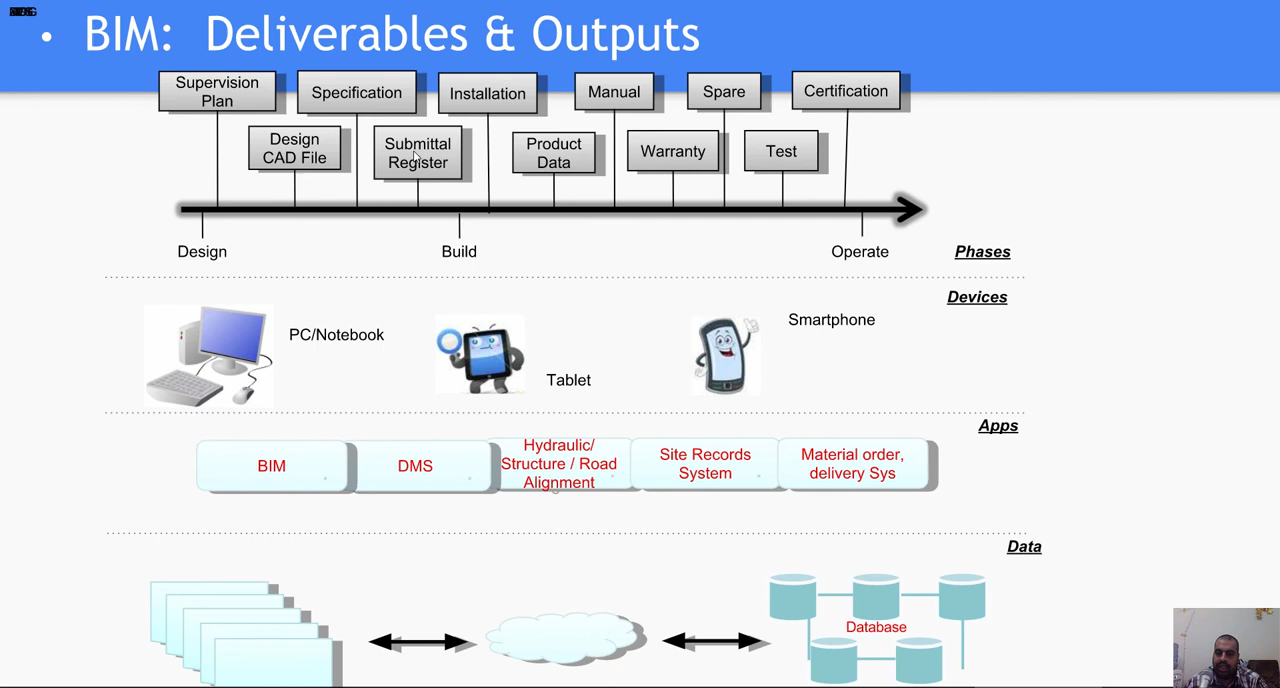 • BIM: Deliverables & Outputs
Supervision
Plan
Specification
Installation
Manual
Spare
Certification
Design
CAD File
Submittal
Register
Product
Data
Warranty
Test
Design
Build
Operate
Phases
Devices
PC/Notebook
Tablet
Smartphone
Apps
BIM
DMS
Hydraulic/
Structure / Road
Alignment
Site Records
System
Material order,
delivery Sys
Data
Database